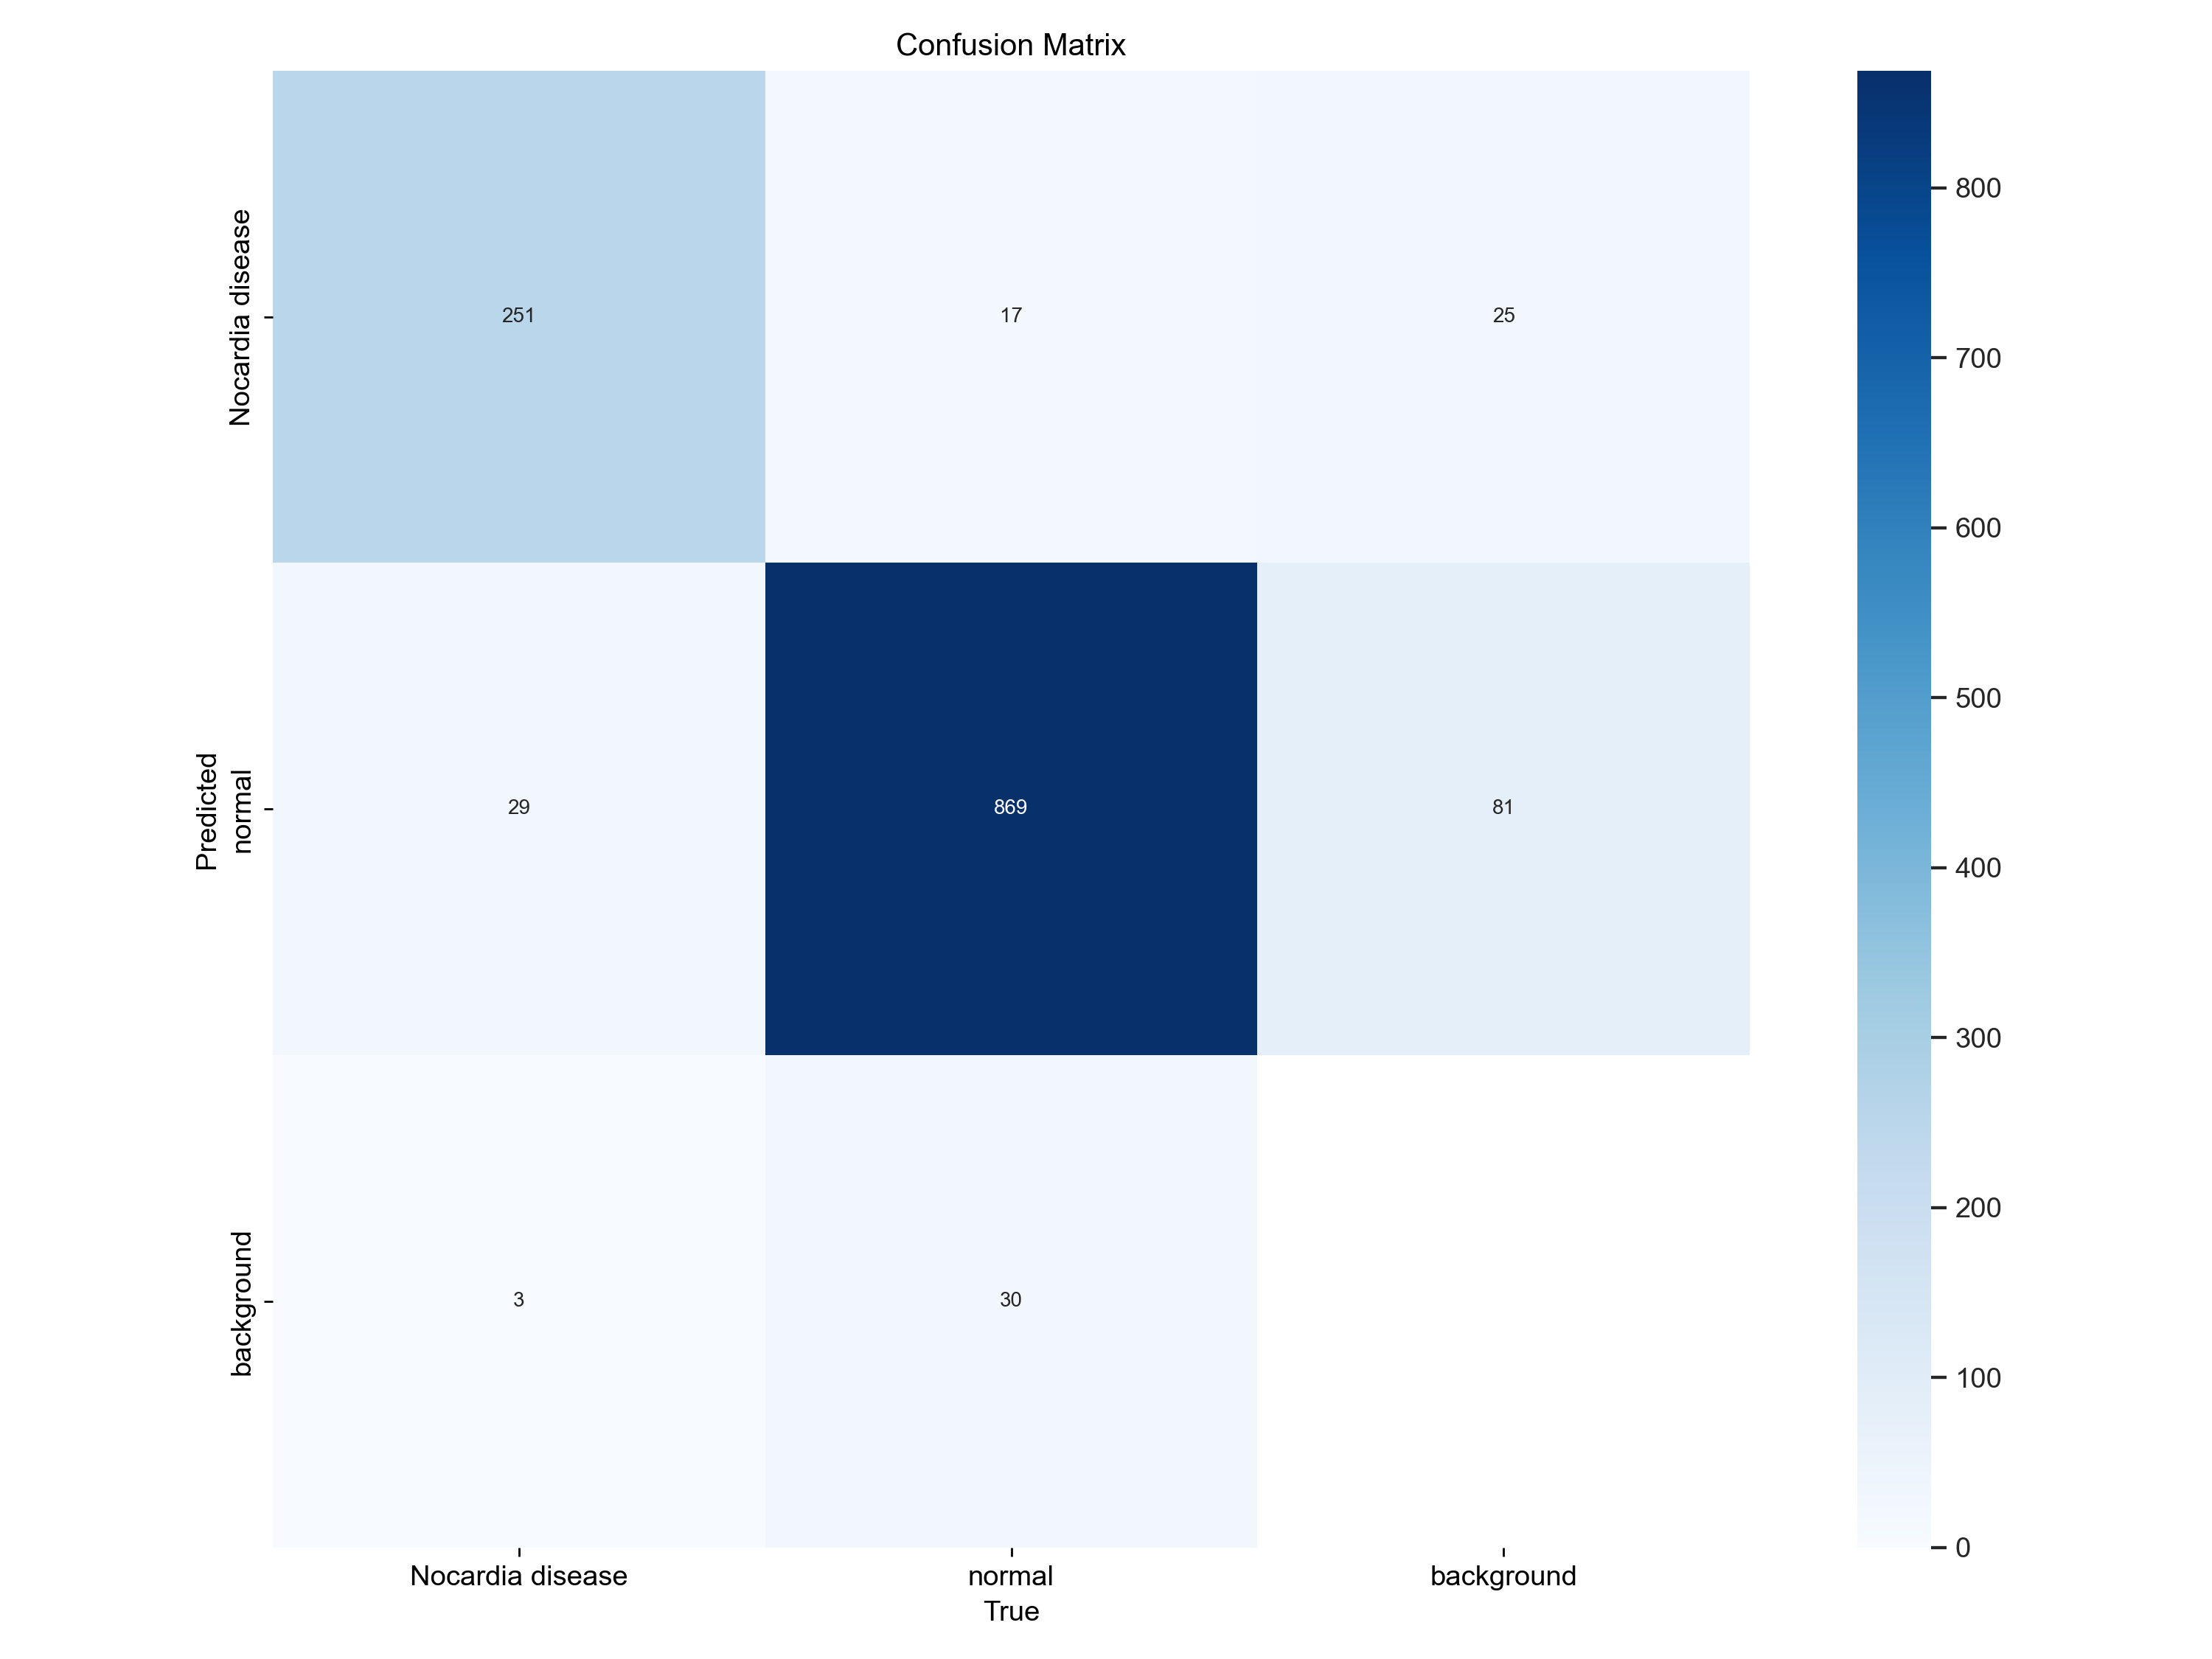 Confusion Matrix
Nocardia disease
251
17
25
Predicted
normal
29
869
81
background
3
30
Nocardia disease
normal
background
True
800
700
600
500
400
300
200
100
0